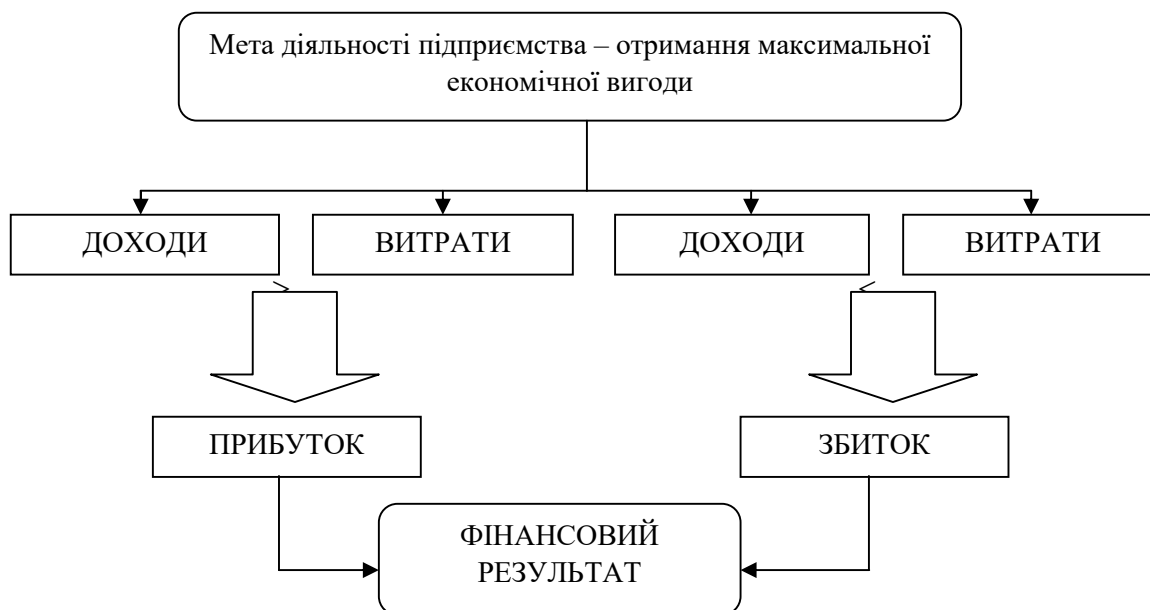 Мета діяльності підприємства – отримання максимальної
економічної вигоди
ДОХОДИ
ВИТРАТИ
ДОХОДИ
ВИТРАТИ
>
<
ПРИБУТОК
ЗБИТОК
ФІНАНСОВИЙ
РЕЗУЛЬТАТ